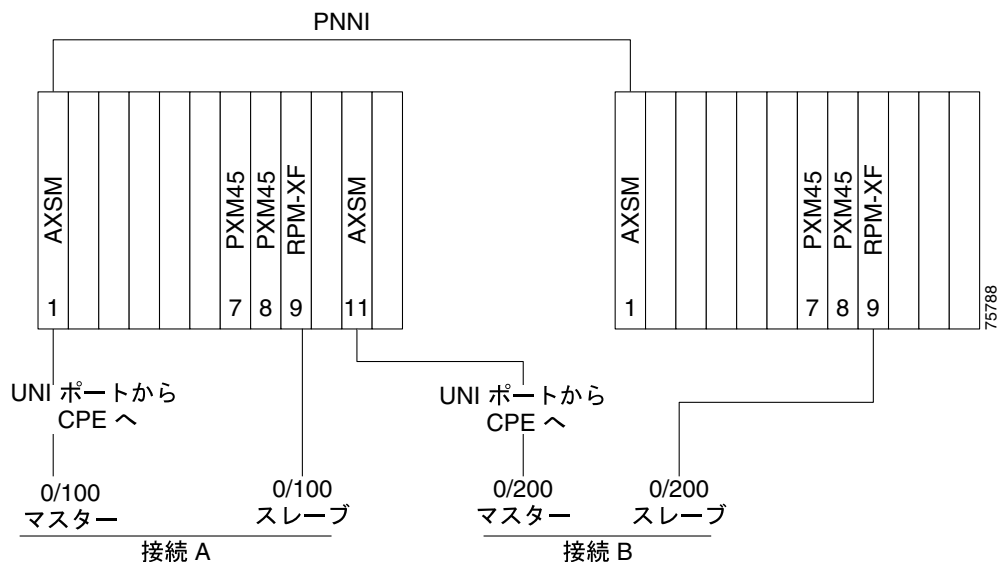 PNNI
AXSM
PXM45
PXM45
RPM-XF
AXSM
1
7
8
9
11
AXSM
PXM45
PXM45
RPM-XF
1
7
8
9
75788
UNI ポートから
CPE へ
UNI ポートから
CPE へ
0/100
マスター
0/100
スレーブ
接続 A
0/200
マスター
0/200
スレーブ
接続 B